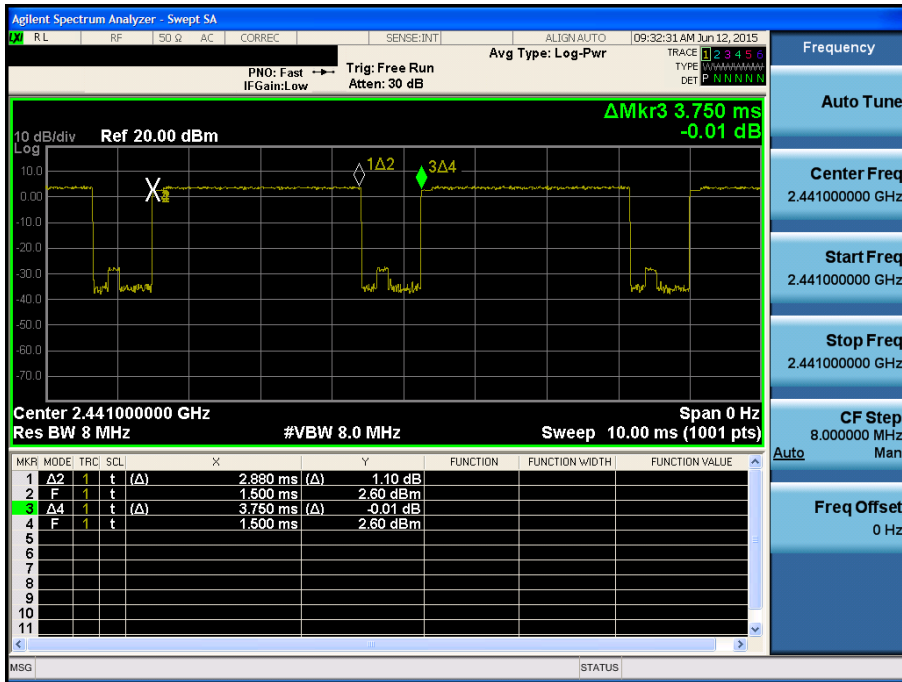 Agilent Spectrum Analyzer - Swept SA
LXI RL RF 50 Ω AC CORREC SENSE:INT ALIGN AUTO 09:32:31 AM Jun 12, 2015
Avg Type: Log-Pwr TRACE 1 2 3 4 5 6
PNO: Fast Trig: Free Run TYPE WWWWWW
IFGain:Low Atten: 30 dB DET P N N N N N
ΔMkr3 3.750 ms
10 dB/div Ref 20.00 dBm -0.01 dB
Log
10.0
0.00
-10.0
-20.0
-30.0
-40.0
-50.0
-60.0
-70.0
1Δ2 3Δ4
X
Center 2.441000000 GHz Span 0 Hz
Res BW 8 MHz #VBW 8.0 MHz Sweep 10.00 ms (1001 pts)
MKR MODE TRC SCL X Y FUNCTION FUNCTION WIDTH FUNCTION VALUE
1 Δ2 1 t (Δ) 2.880 ms (Δ) 1.10 dB
2 F 1 t 1.500 ms 2.60 dBm
3 Δ4 1 t (Δ) 3.750 ms (Δ) -0.01 dB
4 F 1 t 1.500 ms 2.60 dBm
5
6
7
8
9
10
11
MSG STATUS
Frequency
Auto Tune
Center Freq
2.441000000 GHz
Start Freq
2.441000000 GHz
Stop Freq
2.441000000 GHz
CF Step
8.000000 MHz
Auto Man
Freq Offset
0 Hz